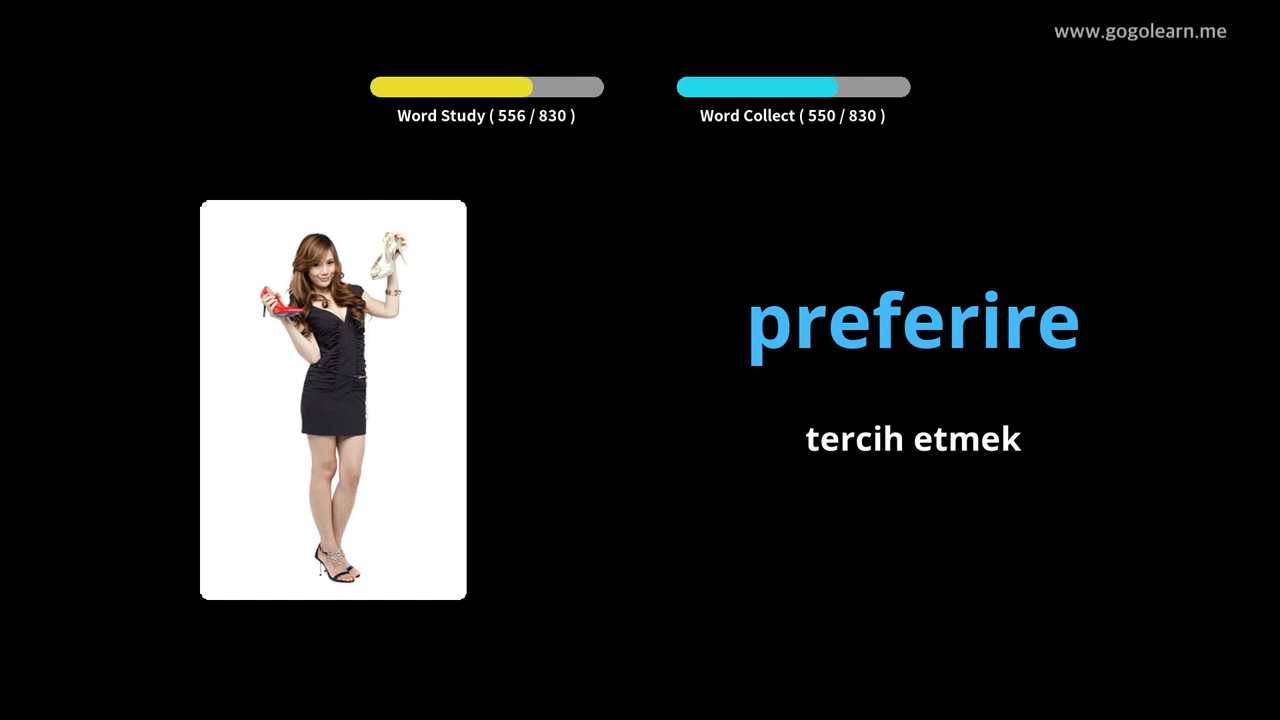 www.gogolearn.me
Word Study ( 556 / 830 )
Word Collect ( 550 / 830 )
preferire
tercih etmek